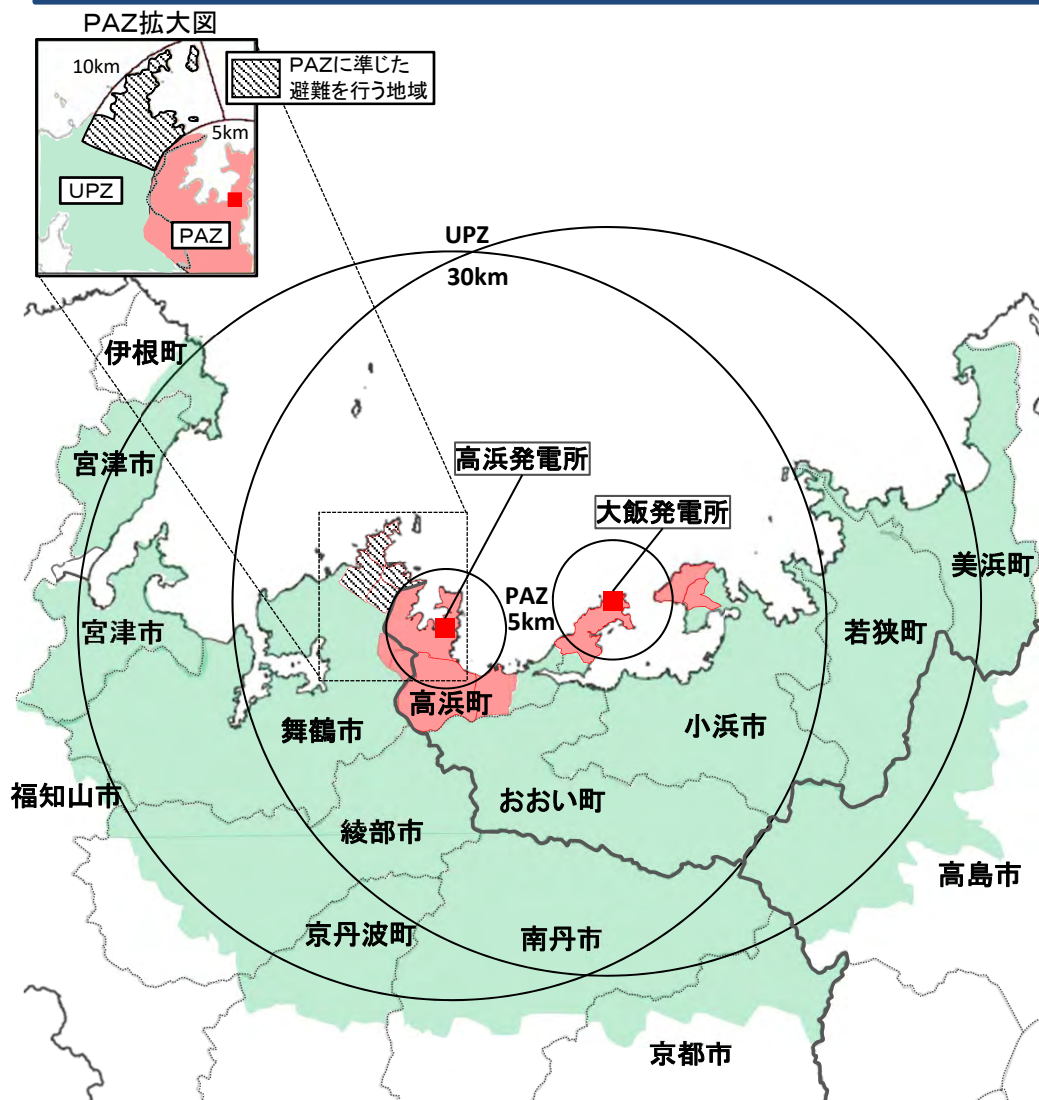 PAZ拡大図
10km
PAZに準じた
避難を行う地域
5km
UPZ
PAZ
UPZ
30km
伊根町
宮津市
高浜発電所
大飯発電所
美浜町
PAZ
5km
宮津市
若狭町
高浜町
舞鶴市
小浜市
福知山市
おおい町
綾部市
高島市
京丹波町
南丹市
京都市